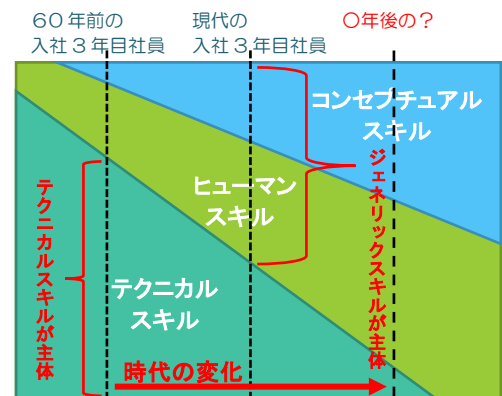 60年前の
入社3年目社員
現代の
入社3年目社員
〇年後の？
コンセプチュアル
スキル
ヒューマン
スキル
テクニカル
スキル
テクニカルスキルが主体
ジェネリックスキルが主体
時代の変化